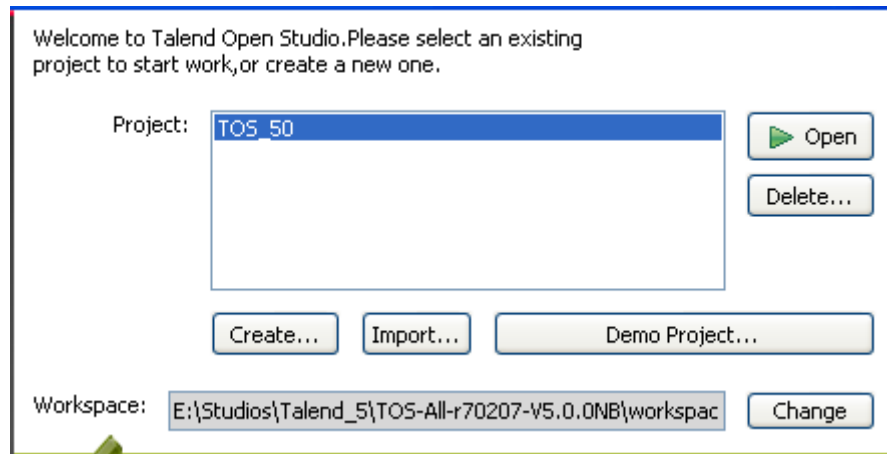 Welcome to Talend Open Studio.Please select an existing
project to start work,or create a new one.
Project:
TOS_50
Open
Delete...
Create...
Import...
Demo Project...
Workspace:
E:\Studios\Talend_5\TOS-All-r70207-V5.0.0NB\workspac
Change